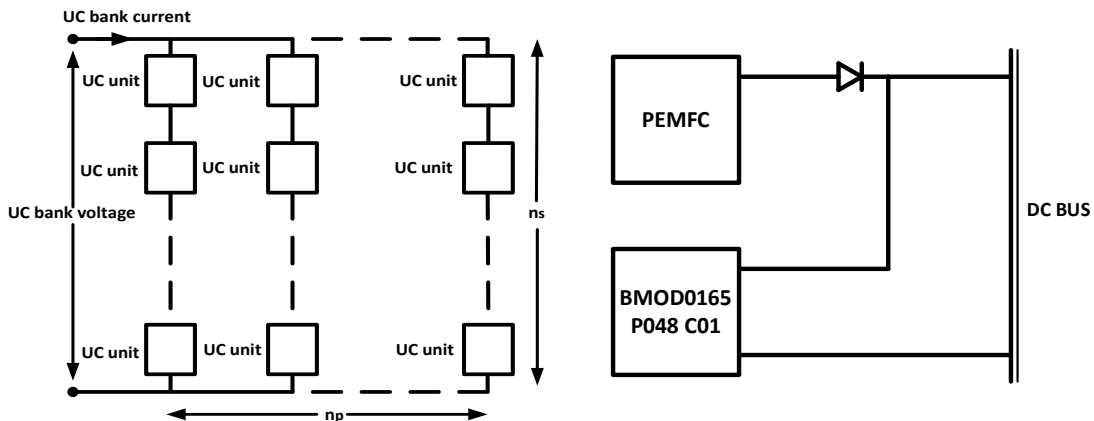 UC bank current
UC unit
UC unit
UC unit
UC unit
UC unit
UC unit
UC bank voltage
ns
UC unit
UC unit
UC unit
np
PEMFC
BMOD0165
P048 C01
DC BUS